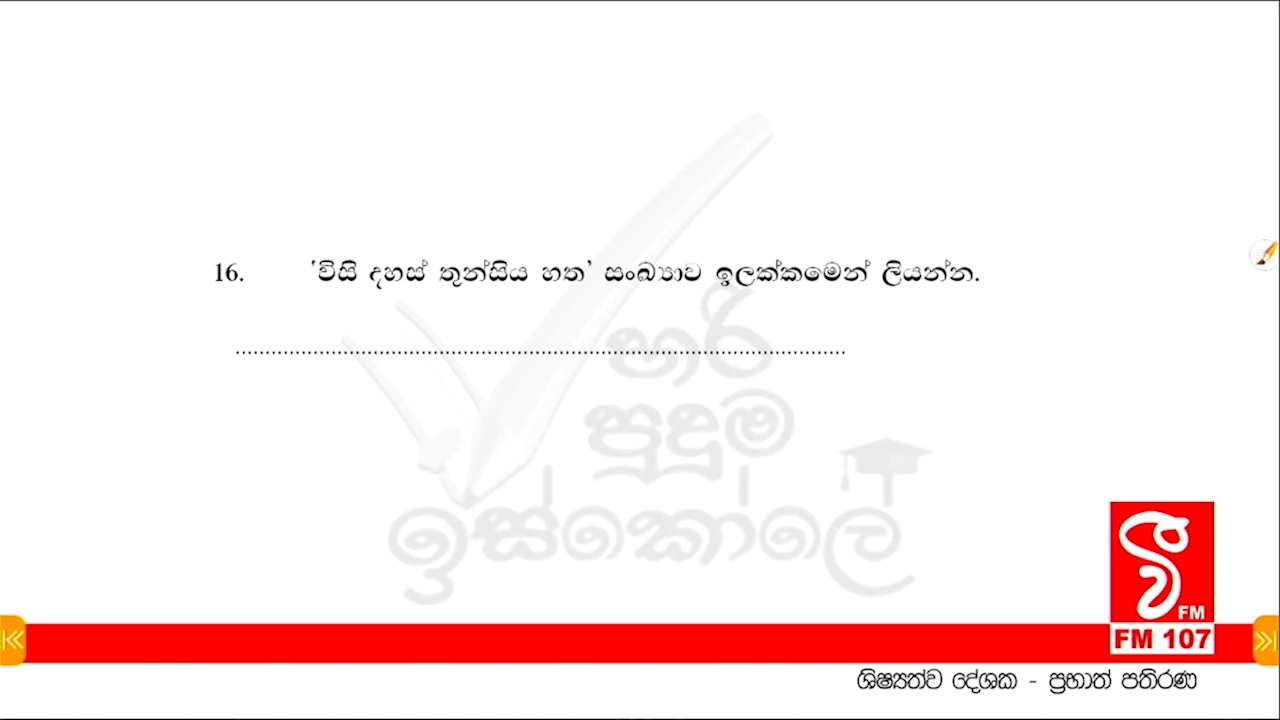 16. 'විසි දහස් තුන්සිය හත' සංඛ්‍යාව ඉලක්කමෙන් ලියන්න.
....................................................................................................
හරි
පුදුම
ඉස්කෝලේ
වී
FM
FM 107
ශිෂ්‍යත්ව දේශක - ප්‍රභාත් පතිරණ